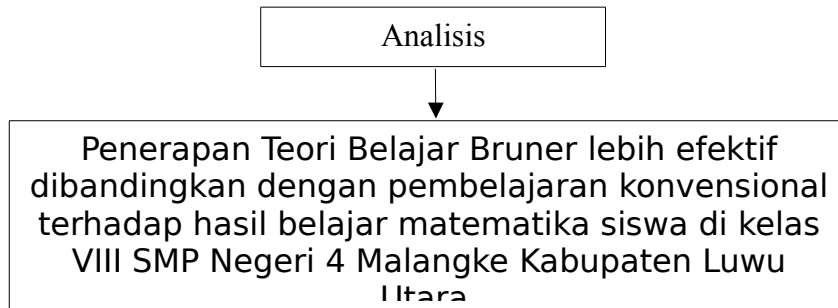 Analisis
Penerapan Teori Belajar Bruner lebih efektif
dibandingkan dengan pembelajaran konvensional
terhadap hasil belajar matematika siswa di kelas
VIII SMP Negeri 4 Malangke Kabupaten Luwu
Utara